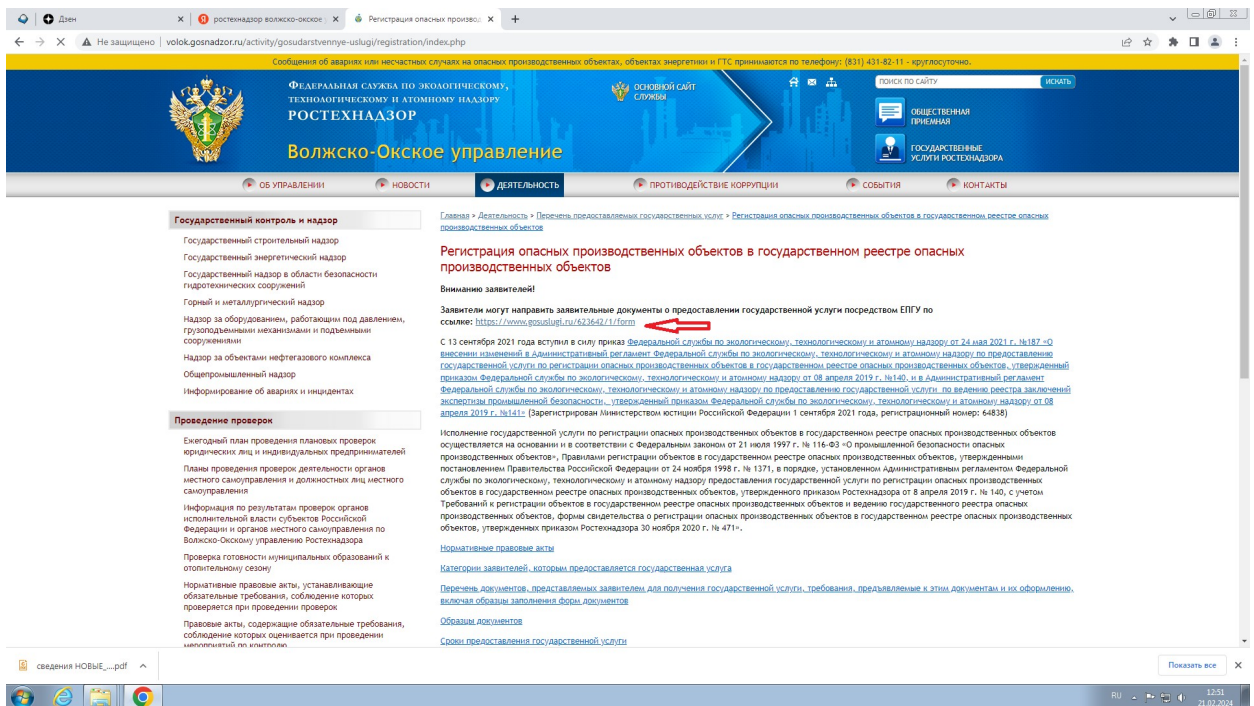 Дзен
ростехнадзор волжско-окское
Регистрация опасных произво
Не защищено
volok.gosnadzor.ru/activity/gosudarstvennye-uslugi/registration/index.php
Сообщения об авариях или несчастных случаях на опасных производственных объектах, объектах энергетики и ГТС принимаются по телефону: (831) 431-82-11 - круглосуточно.
Федеральная служба по экологическому,
технологическому и атомному надзору
РОСТЕХНАДЗОР
Волжско-Окское управление
ОСНОВНОЙ САЙТ
СЛУЖБЫ
ПОИСК ПО САЙТУ
ИСКАТЬ
ОБЩЕСТВЕННАЯ
ПРИЕМНАЯ
ГОСУДАРСТВЕННЫЕ
УСЛУГИ РОСТЕХНАДЗОРА
ОБ УПРАВЛЕНИИ
НОВОСТИ
ДЕЯТЕЛЬНОСТЬ
ПРОТИВОДЕЙСТВИЕ КОРРУПЦИИ
СОБЫТИЯ
КОНТАКТЫ
Государственный контроль и надзор
Государственный строительный надзор
Государственный энергетический надзор
Государственный надзор в области безопасности
гидротехнических сооружений
Горный и металлургический надзор
Надзор за оборудованием, работающим под давлением,
грузоподъемными механизмами и подъемными
сооружениями
Надзор за объектами нефтегазового комплекса
Общепромышленный надзор
Информирование об авариях и инцидентах
Проведение проверок
Ежегодный план проведения плановых проверок
юридических лиц и индивидуальных предпринимателей
Планы проведения проверок деятельности органов
местного самоуправления и должностных лиц местного
самоуправления
Информация по результатам проверок органов
исполнительной власти субъектов Российской
Федерации и органов местного самоуправления по
Волжско-Окскому управлению Ростехнадзора
Проверка готовности муниципальных образований к
отопительному сезону
Нормативные правовые акты, устанавливающие
обязательные требования, соблюдение которых
проверяется при проведении проверок
Правовые акты, содержащие обязательные требования,
соблюдение которых оценивается при проведении
мероприятий по контролю
Главная > Деятельность > Перечень предоставляемых государственных услуг > Регистрация опасных производственных объектов в государственном реестре опасных
производственных объектов
Регистрация опасных производственных объектов в государственном реестре опасных
производственных объектов
Вниманию заявителей!
Заявители могут направить заявительные документы о предоставлении государственной услуги посредством ЕПГУ по
ссылке: https://www.gosuslugi.ru/623642/1/form
С 13 сентября 2021 года вступил в силу приказ Федеральной службы по экологическому, технологическому и атомному надзору от 24 мая 2021 г. №187 «О
внесении изменений в Административный регламент Федеральной службы по экологическому, технологическому и атомному надзору по предоставлению
государственной услуги по регистрации опасных производственных объектов в государственном реестре опасных производственных объектов, утвержденный
приказом Федеральной службы по экологическому, технологическому и атомному надзору от 08 апреля 2019 г. №140, и в Административный регламент
Федеральной службы по экологическому, технологическому и атомному надзору по предоставлению государственной услуги по ведению реестра заключений
экспертизы промышленной безопасности, утвержденный приказом Федеральной службы по экологическому, технологическому и атомному надзору от 08
апреля 2019 г. №141» (Зарегистрирован Министерством юстиции Российской Федерации 1 сентября 2021 года, регистрационный номер: 64838)
Исполнение государственной услуги по регистрации опасных производственных объектов в государственном реестре опасных производственных объектов
осуществляется на основании и в соответствии с Федеральным законом от 21 июля 1997 г. № 116-ФЗ «О промышленной безопасности опасных
производственных объектов», Правилами регистрации объектов в государственном реестре опасных производственных объектов, утвержденными
постановлением Правительства Российской Федерации от 24 ноября 1998 г. № 1371, в порядке, установленном Административным регламентом Федеральной
службы по экологическому, технологическому и атомному надзору предоставления государственной услуги по регистрации опасных производственных
объектов в государственном реестре опасных производственных объектов, утвержденного приказом Ростехнадзора от 8 апреля 2019 г. № 140, с учетом
Требований к регистрации объектов в государственном реестре опасных производственных объектов и ведению государственного реестра опасных
производственных объектов, формы свидетельства о регистрации опасных производственных объектов в государственном реестре опасных производственных
объектов, утвержденных приказом Ростехнадзора 30 ноября 2020 г. № 471».
Нормативные правовые акты
Категории заявителей, которым предоставляется государственная услуга
Перечень документов, представляемых заявителем для получения государственной услуги, требования, предъявляемые к этим документам и их оформлению,
включая образцы заполнения форм документов
Образцы документов
Сроки предоставления государственной услуги
сведения НОВЫЕ_....pdf
Показать все
RU
12:51
21.02.2024